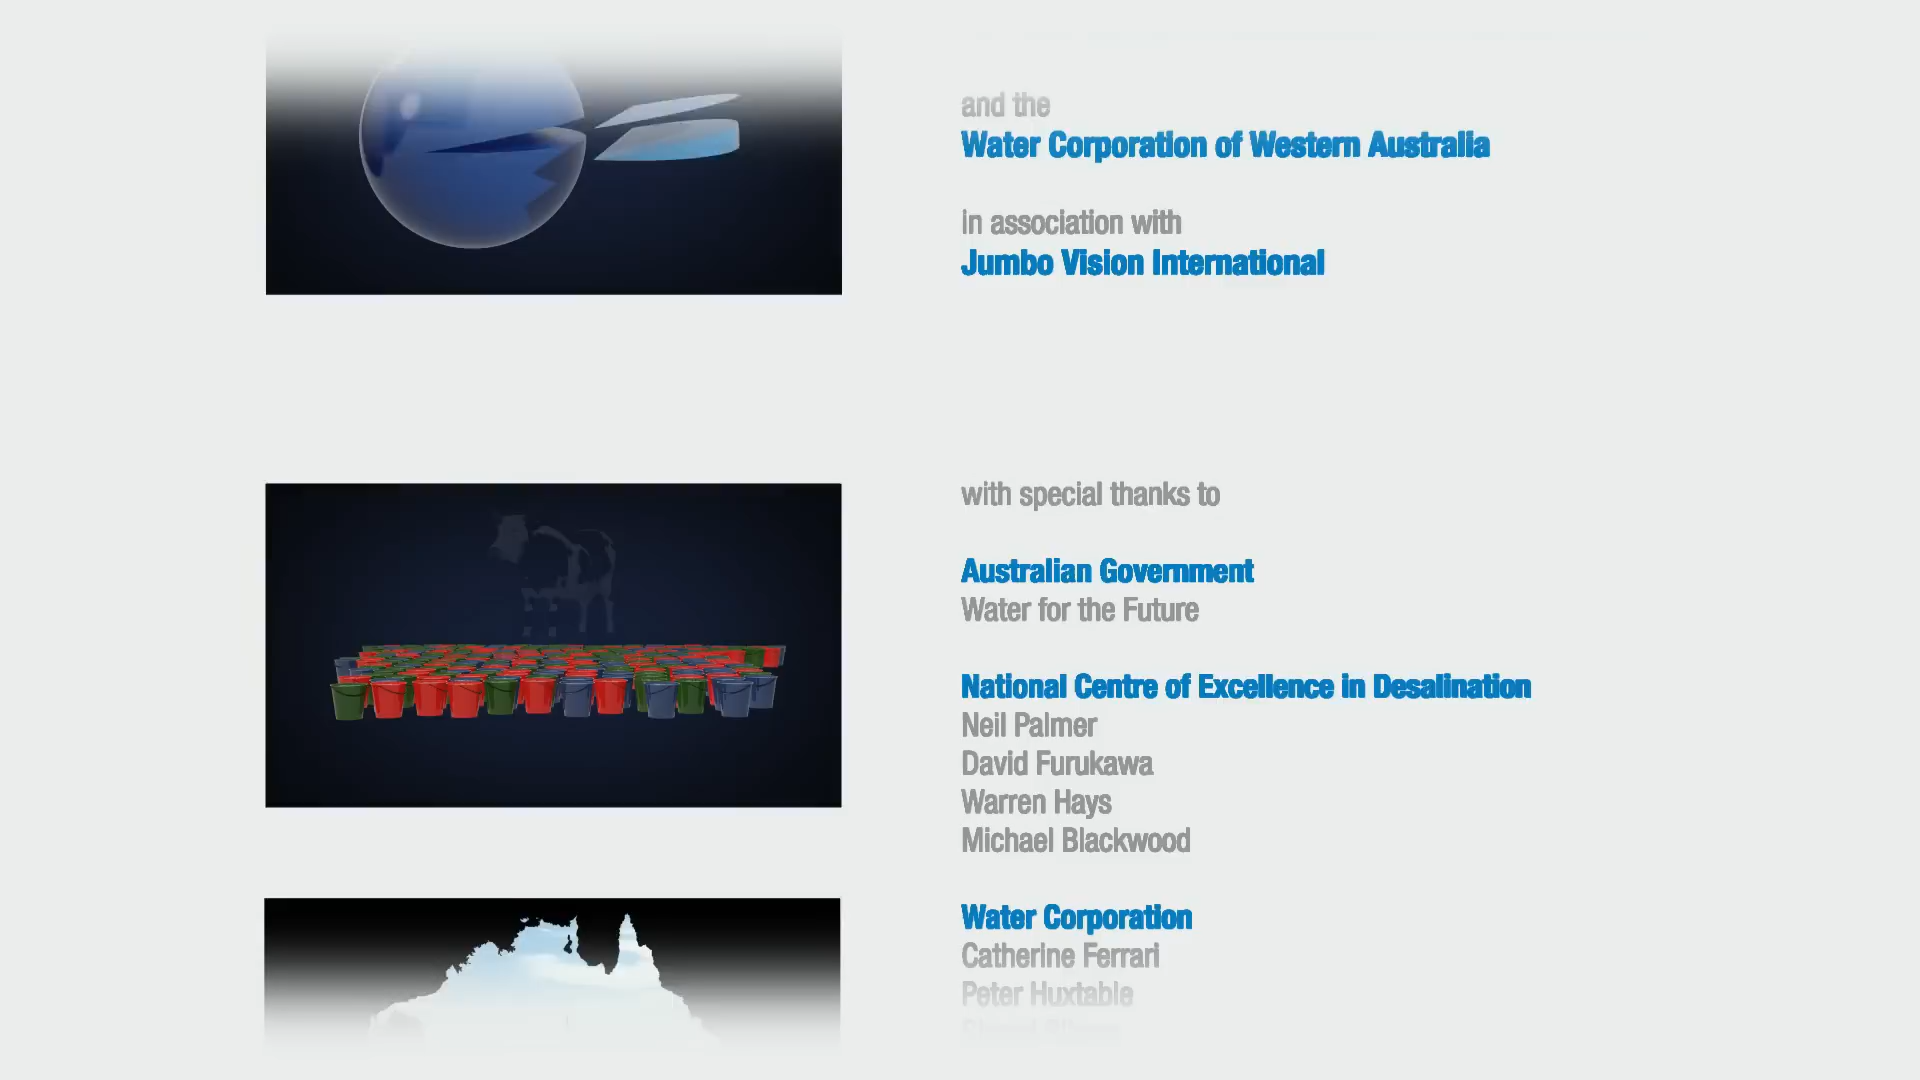 and the
Water Corporation of Western Australia
in association with
Jumbo Vision International
with special thanks to
Australian Government
Water for the Future
National Centre of Excellence in Desalination
Neil Palmer
David Furukawa
Warren Hays
Michael Blackwood
Water Corporation
Catherine Ferrari
Peter Huxtable